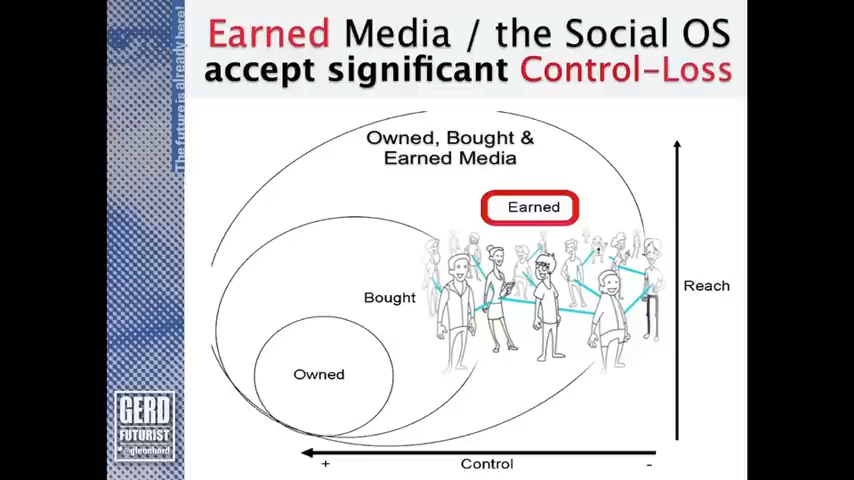 Earned Media / the Social OS
accept significant Control-Loss
The future is already here!
Owned, Bought &
Earned Media
Earned
Bought
Owned
Reach
+
Control
-
GERD
FUTURIST
@gleonhard